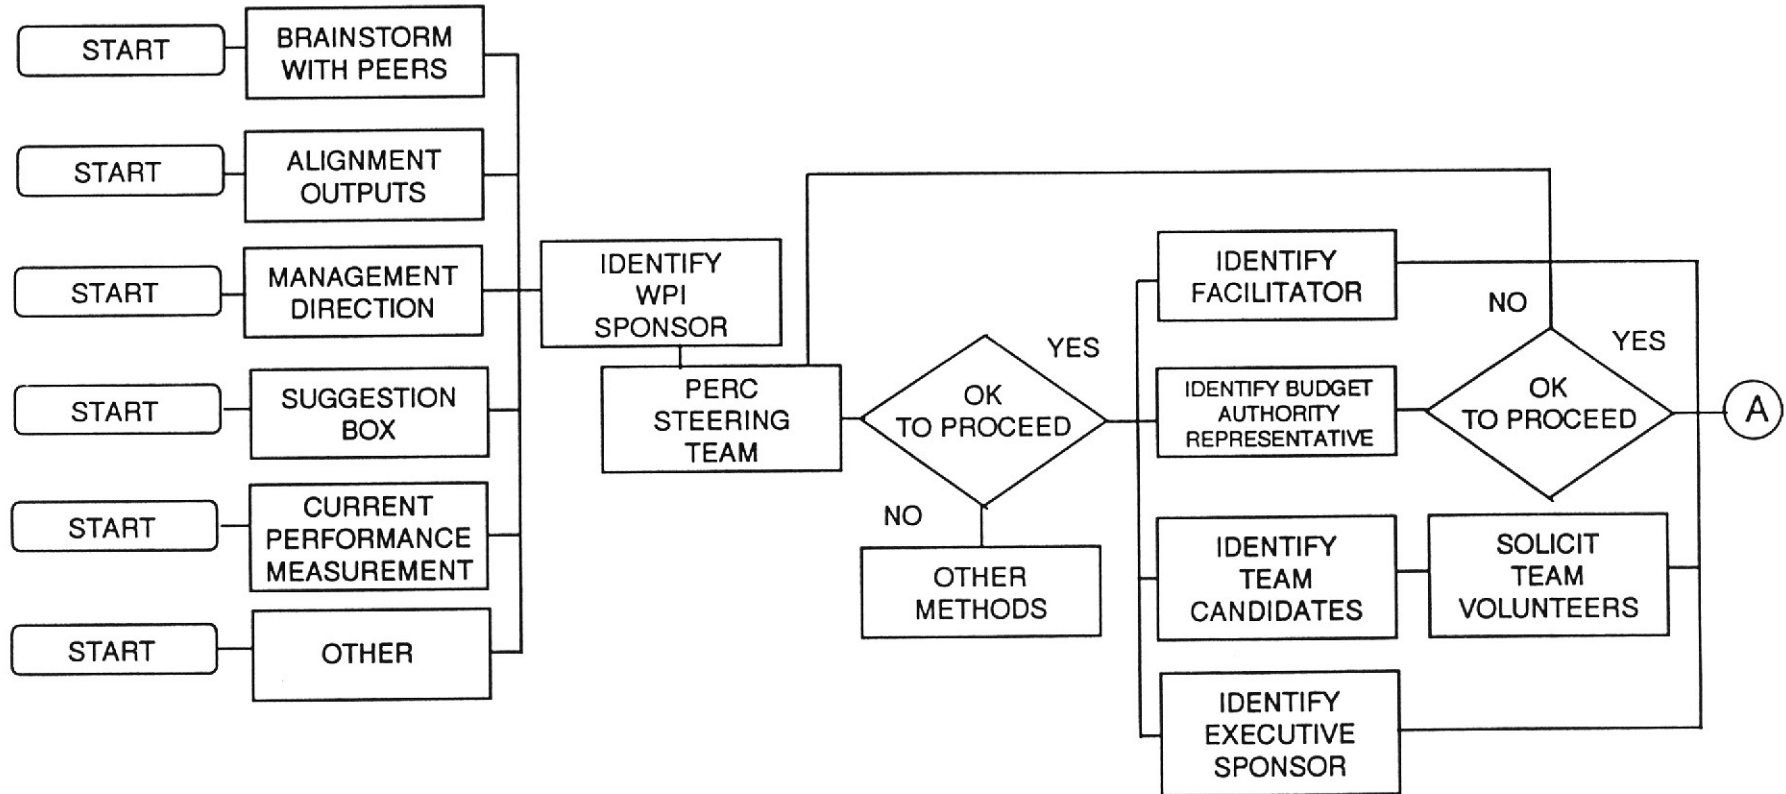 START
BRAINSTORM
WITH PEERS
START
ALIGNMENT
OUTPUTS
START
MANAGEMENT
DIRECTION
START
SUGGESTION
BOX
START
CURRENT
PERFORMANCE
MEASUREMENT
START
OTHER
IDENTIFY
WPI
SPONSOR
PERC
STEERING
TEAM
OK
TO PROCEED
YES
NO
OTHER
METHODS
IDENTIFY
FACILITATOR
IDENTIFY BUDGET
AUTHORITY
REPRESENTATIVE
OK
TO PROCEED
NO
YES
IDENTIFY
TEAM
CANDIDATES
SOLICIT
TEAM
VOLUNTEERS
IDENTIFY
EXECUTIVE
SPONSOR
A